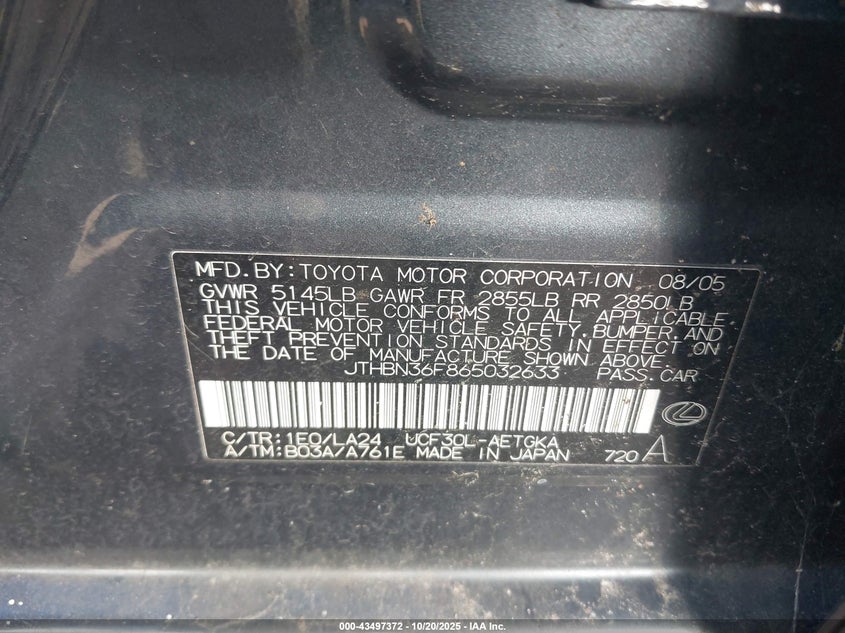 MFD. BY: TOYOTA MOTOR CORPORATION 08/05
GVWR 5145LB GAWR FR 2855LB RR 2850LB
THIS VEHICLE CONFORMS TO ALL APPLICABLE
FEDERAL MOTOR VEHICLE SAFETY, BUMPER AND
THEFT PREVENTION STANDARDS IN EFFECT ON
THE DATE OF MANUFACTURE SHOWN ABOVE.
JTHBN36F865032633 PASS. CAR
C/TR: 1E0/LA24 UCF30L-AETGKA
A/TM: B03A/A761E MADE IN JAPAN 720 A
000-43497372 | 10/20/2025 - IAA Inc.